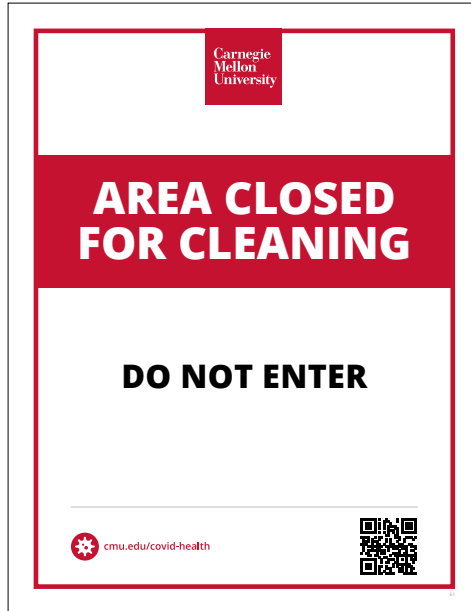 Carnegie
Mellon
University
AREA CLOSED
FOR CLEANING
DO NOT ENTER
cmu.edu/covid-health